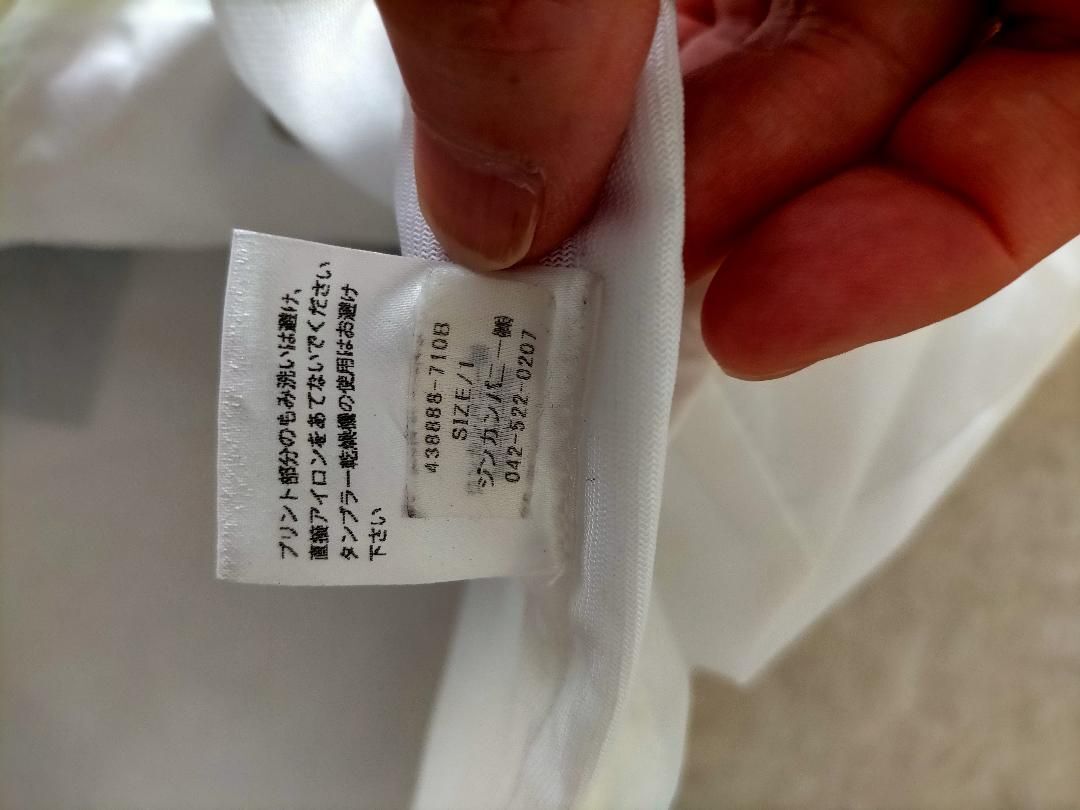 プリント部分のもみ洗いは避け、
直接アイロンをあてないでください
タンブラー乾燥機の使用はお避け
下さい
438888-710B
SIZE/1
ジンカンパニー㈱
042-522-0207